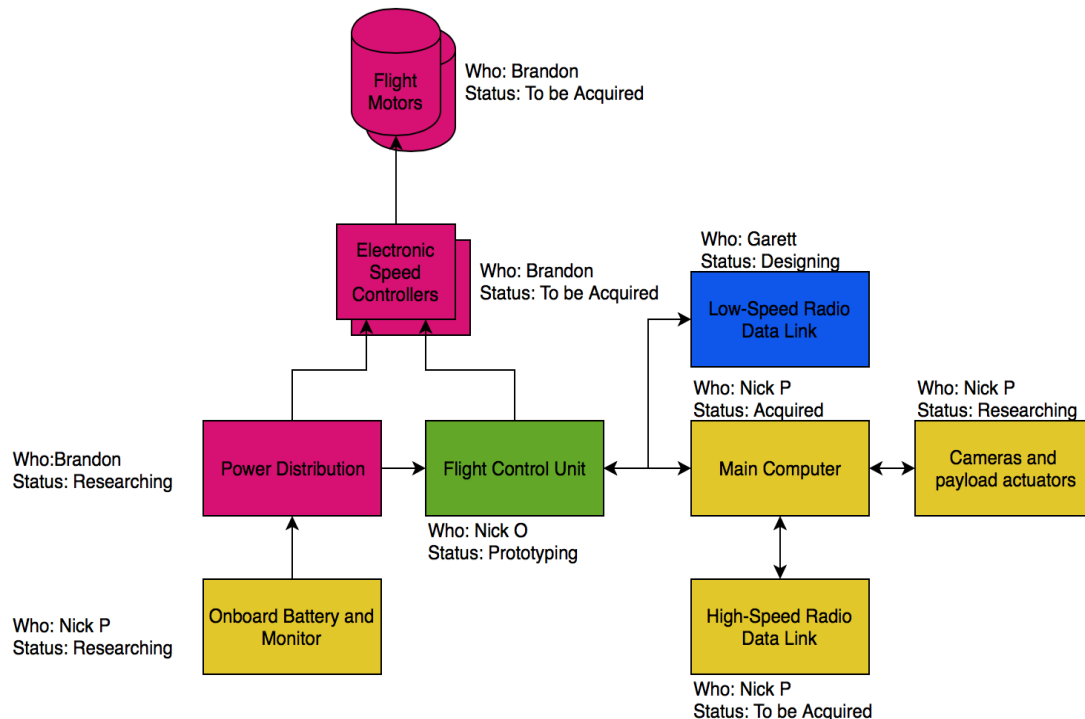 Flight
Motors
Who: Brandon
Status: To be Acquired
Electronic
Speed
Controllers
Who: Brandon
Status: To be Acquired
Who: Garett
Status: Designing
Low-Speed Radio
Data Link
Who: Nick P
Status: Acquired
Who: Nick P
Status: Researching
Who:Brandon
Status: Researching
Power Distribution
Flight Control Unit
Main Computer
Cameras and
payload actuators
Who: Nick O
Status: Prototyping
Who: Nick P
Status: Researching
Onboard Battery and
Monitor
High-Speed Radio
Data Link
Who: Nick P
Status: To be Acquired